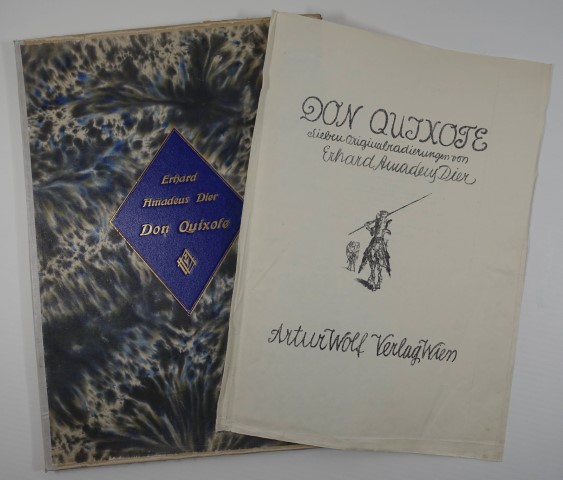 Erhard
Amadeus Dier
Don Quixote
DON QUIXOTE
Sieben Originalradierungen von
Erhard Amadeus Dier
Artur Wolf Verlag Wien